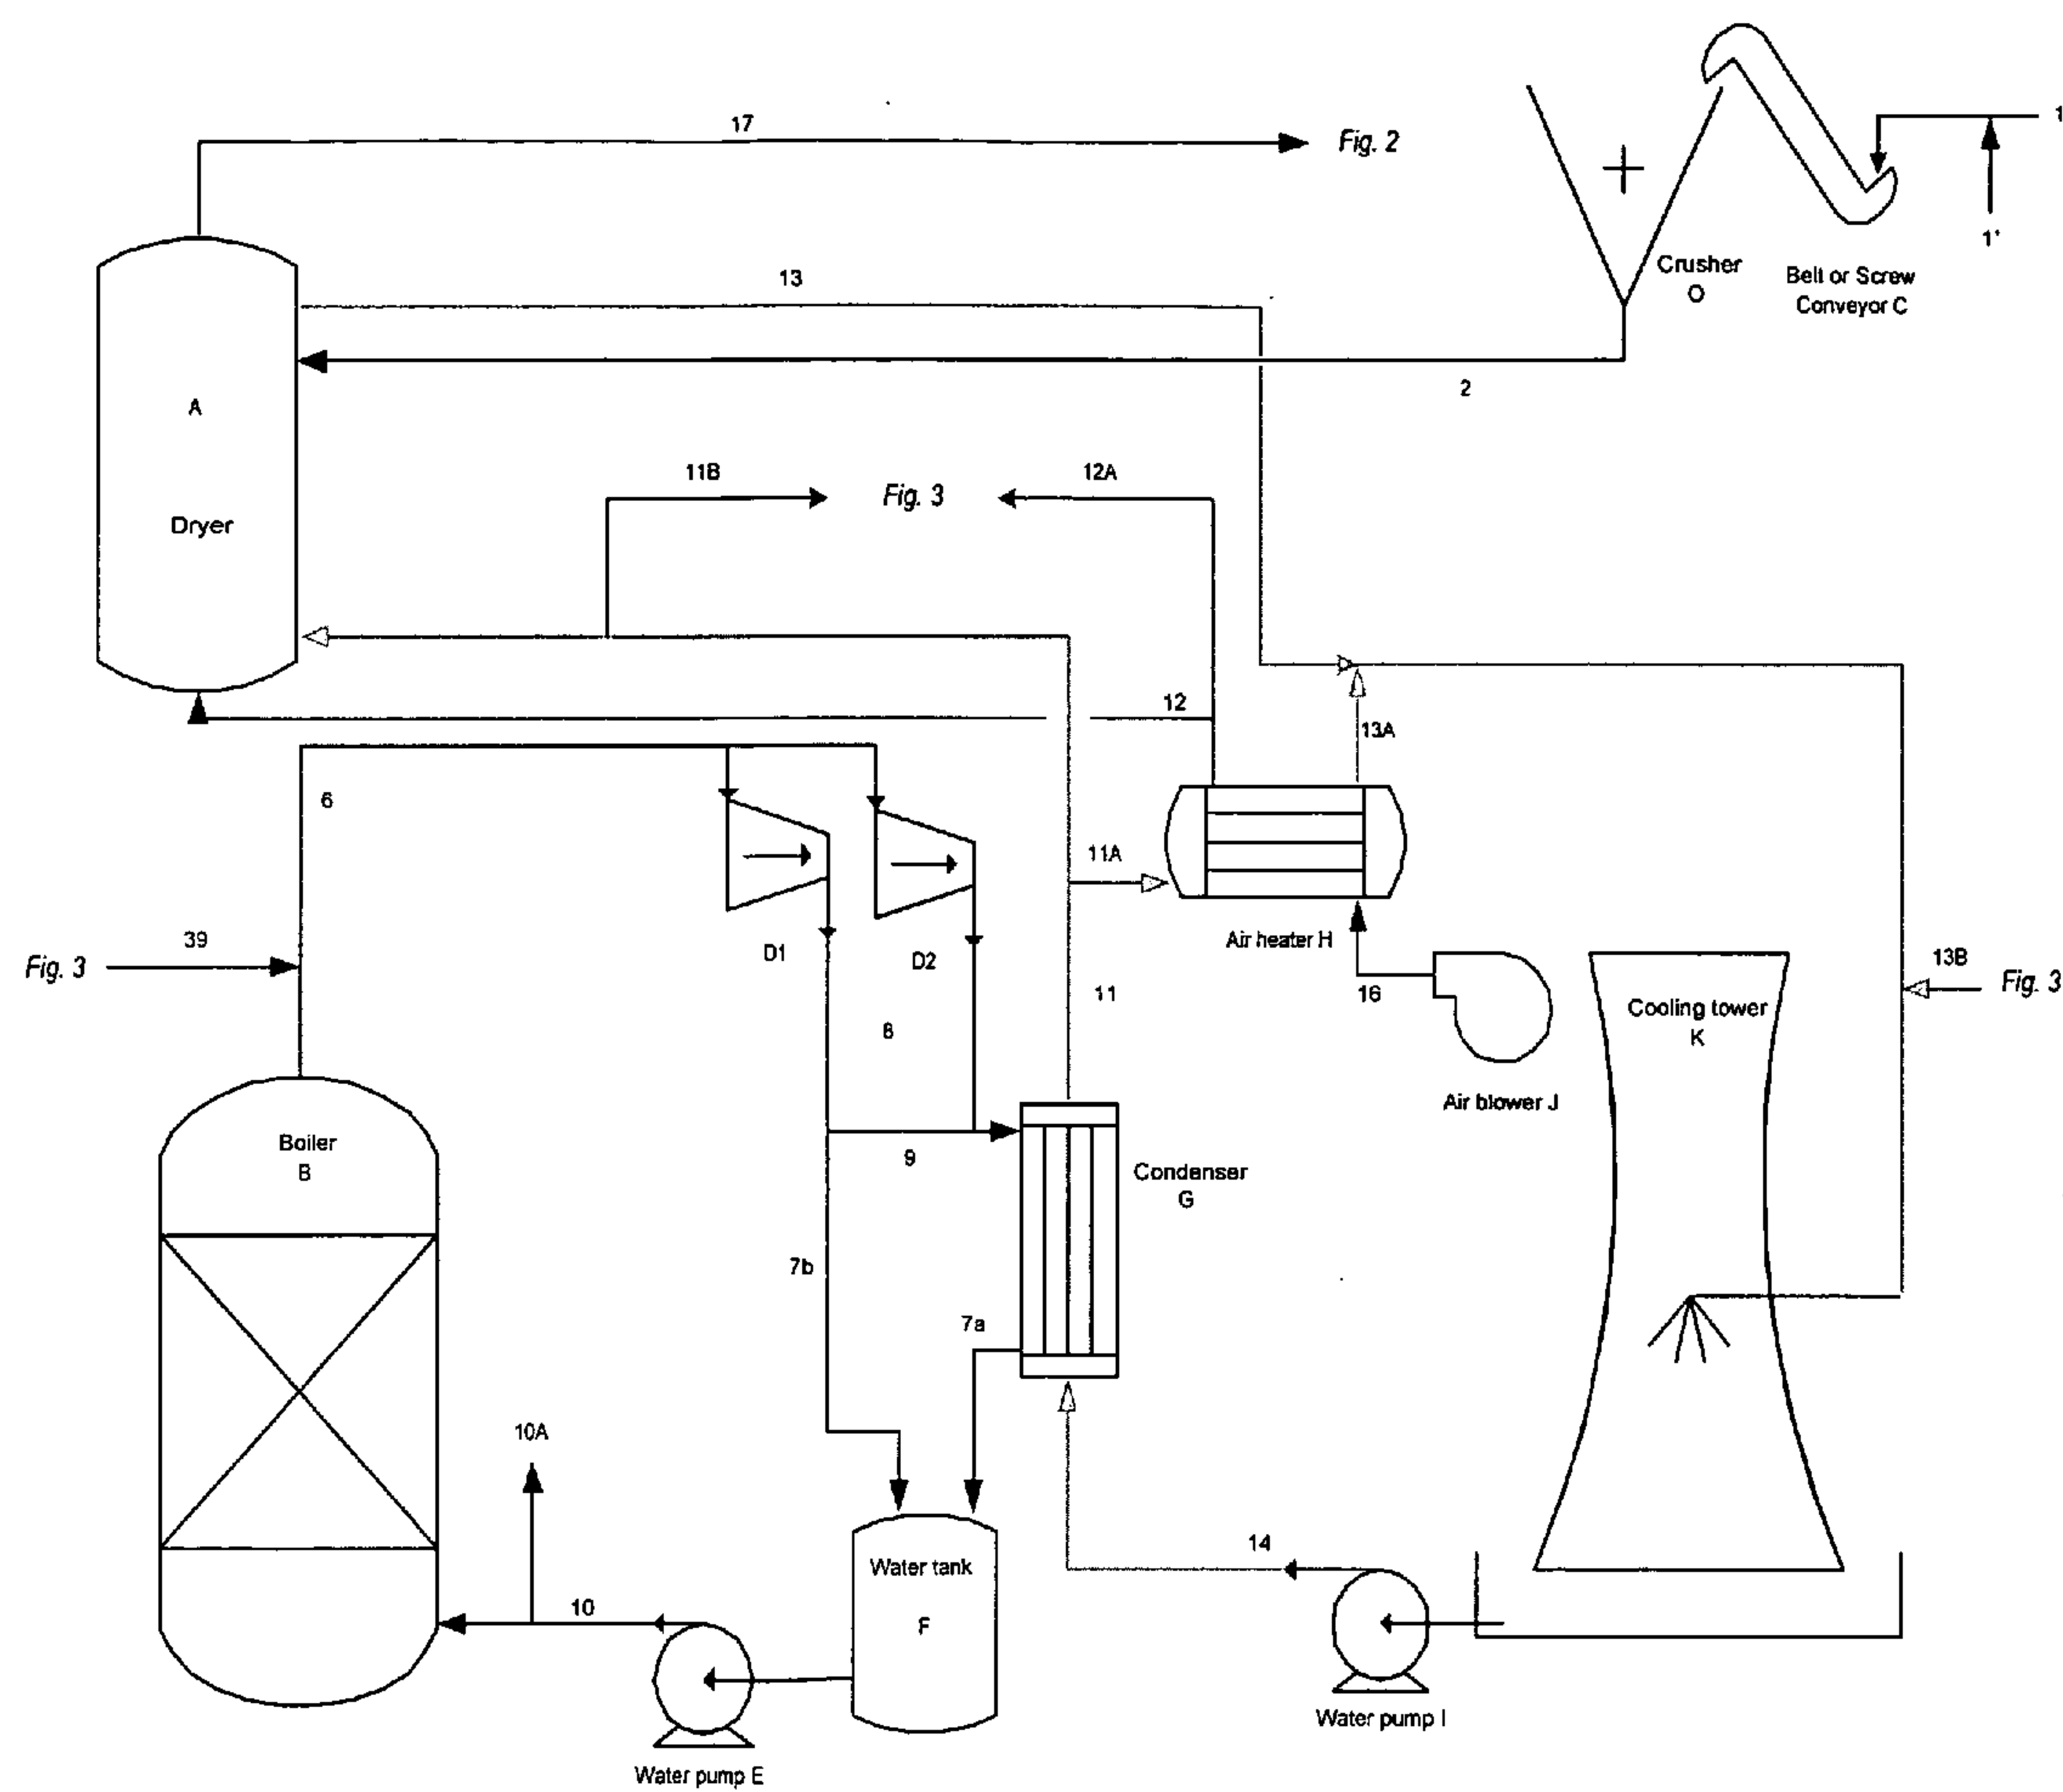 17
Fig. 2
1
1'
Crusher
O
Belt or Screw
Conveyor C
13
2
A
Dryer
11B
Fig. 3
12A
12
13A
6
11A
Air heater H
39
Fig. 3
D1
D2
8
11
16
Air blower J
Cooling tower
K
13B
Fig. 3
Boiler
B
9
Condenser
G
7b
7a
10A
10
Water tank
F
14
Water pump I
Water pump E